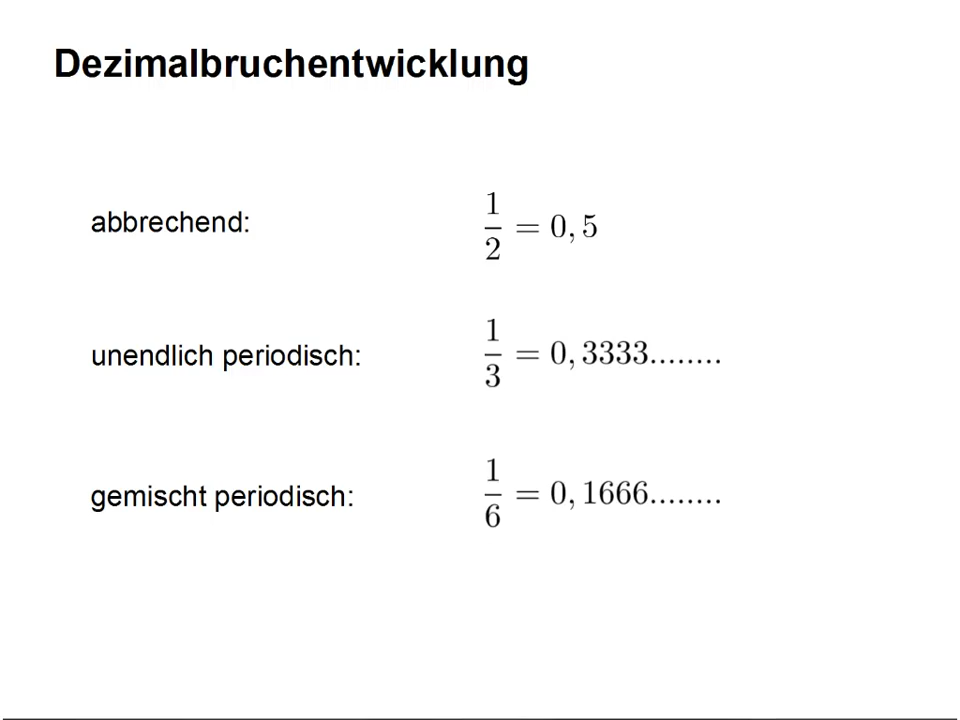 Dezimalbruchentwicklung
abbrechend: 1/2 = 0, 5
unendlich periodisch: 1/3 = 0, 3333........
gemischt periodisch: 1/6 = 0, 1666........